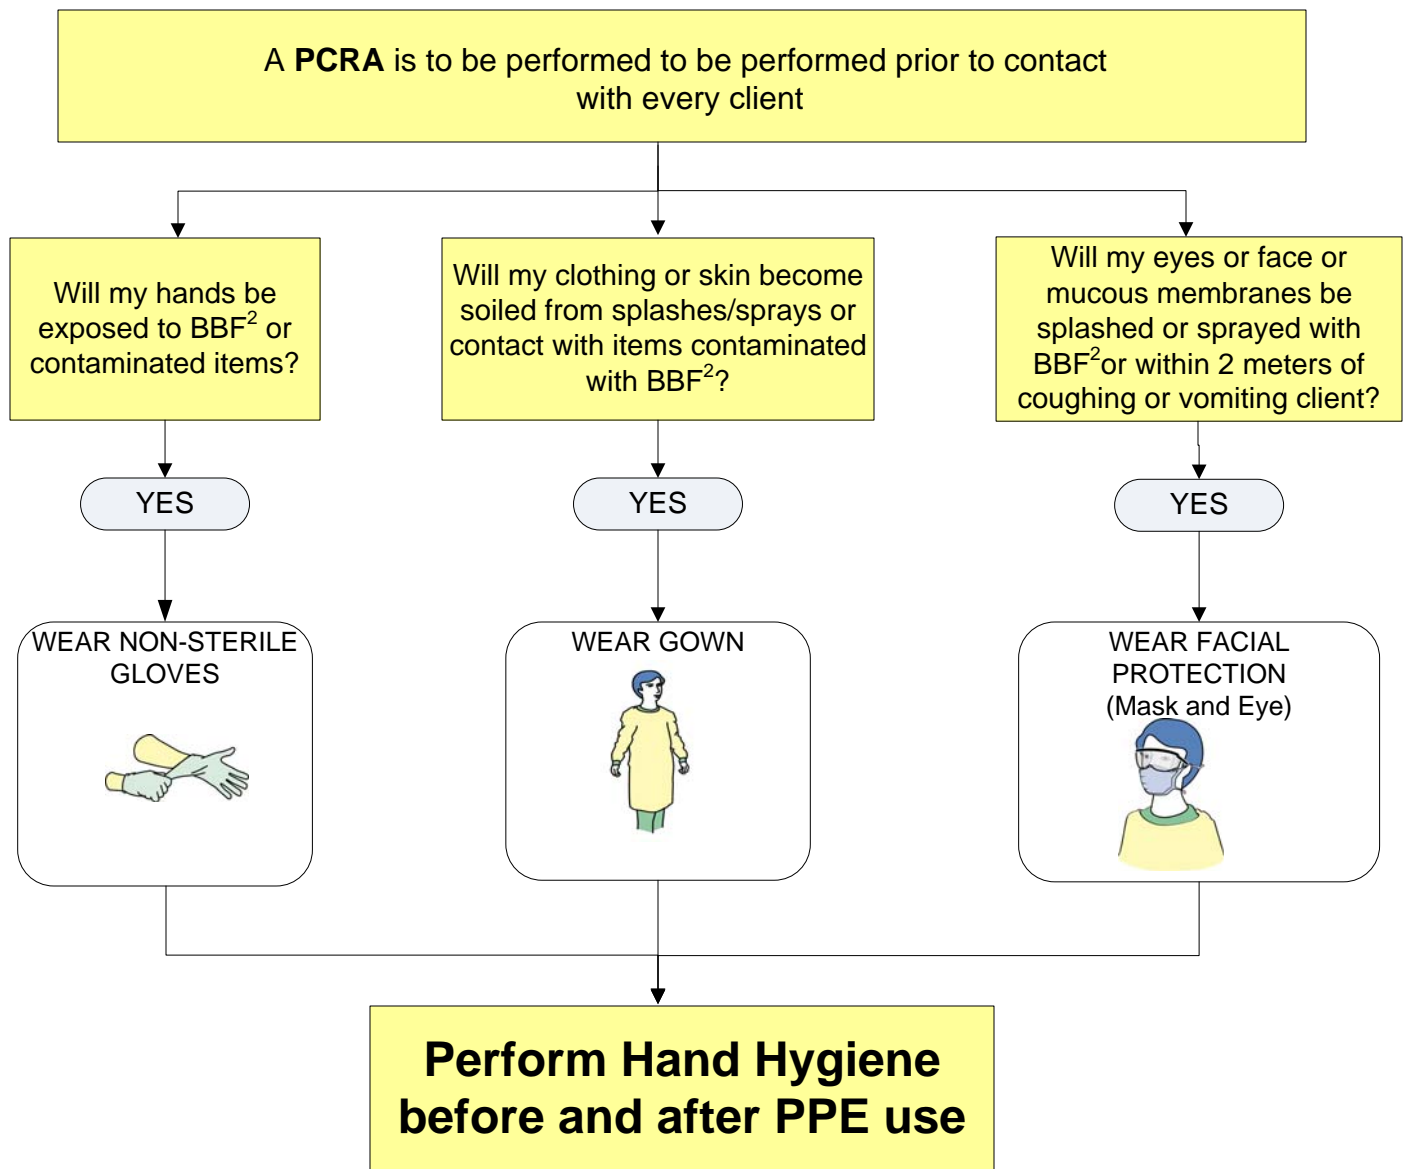 A PCRA is to be performed to be performed prior to contact
with every client
Will my hands be
exposed to BBF² or
contaminated items?
Will my clothing or skin become
soiled from splashes/sprays or
contact with items contaminated
with BBF²?
Will my eyes or face or
mucous membranes be
splashed or sprayed with
BBF²or within 2 meters of
coughing or vomiting client?
YES
YES
YES
WEAR NON-STERILE
GLOVES
WEAR GOWN
WEAR FACIAL
PROTECTION
(Mask and Eye)
Perform Hand Hygiene
before and after PPE use